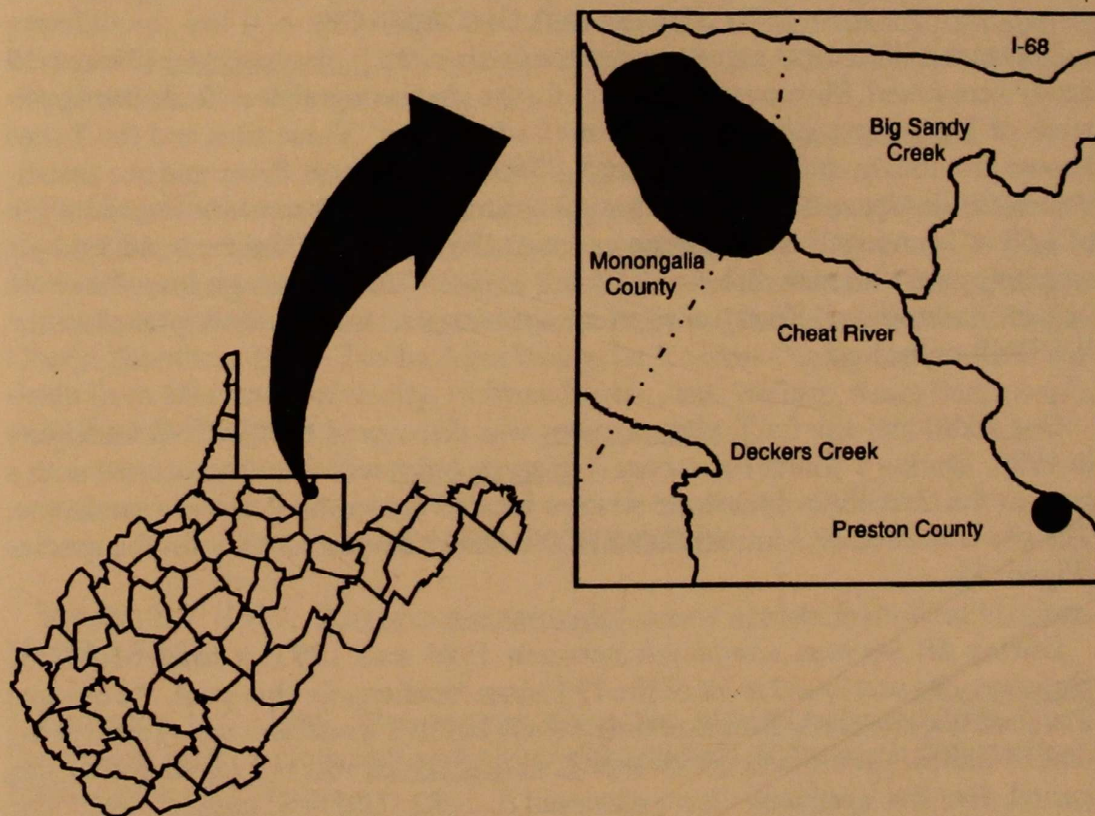 I-68
Big Sandy
Creek
Monongalia
County
Cheat River
Deckers Creek
Preston County